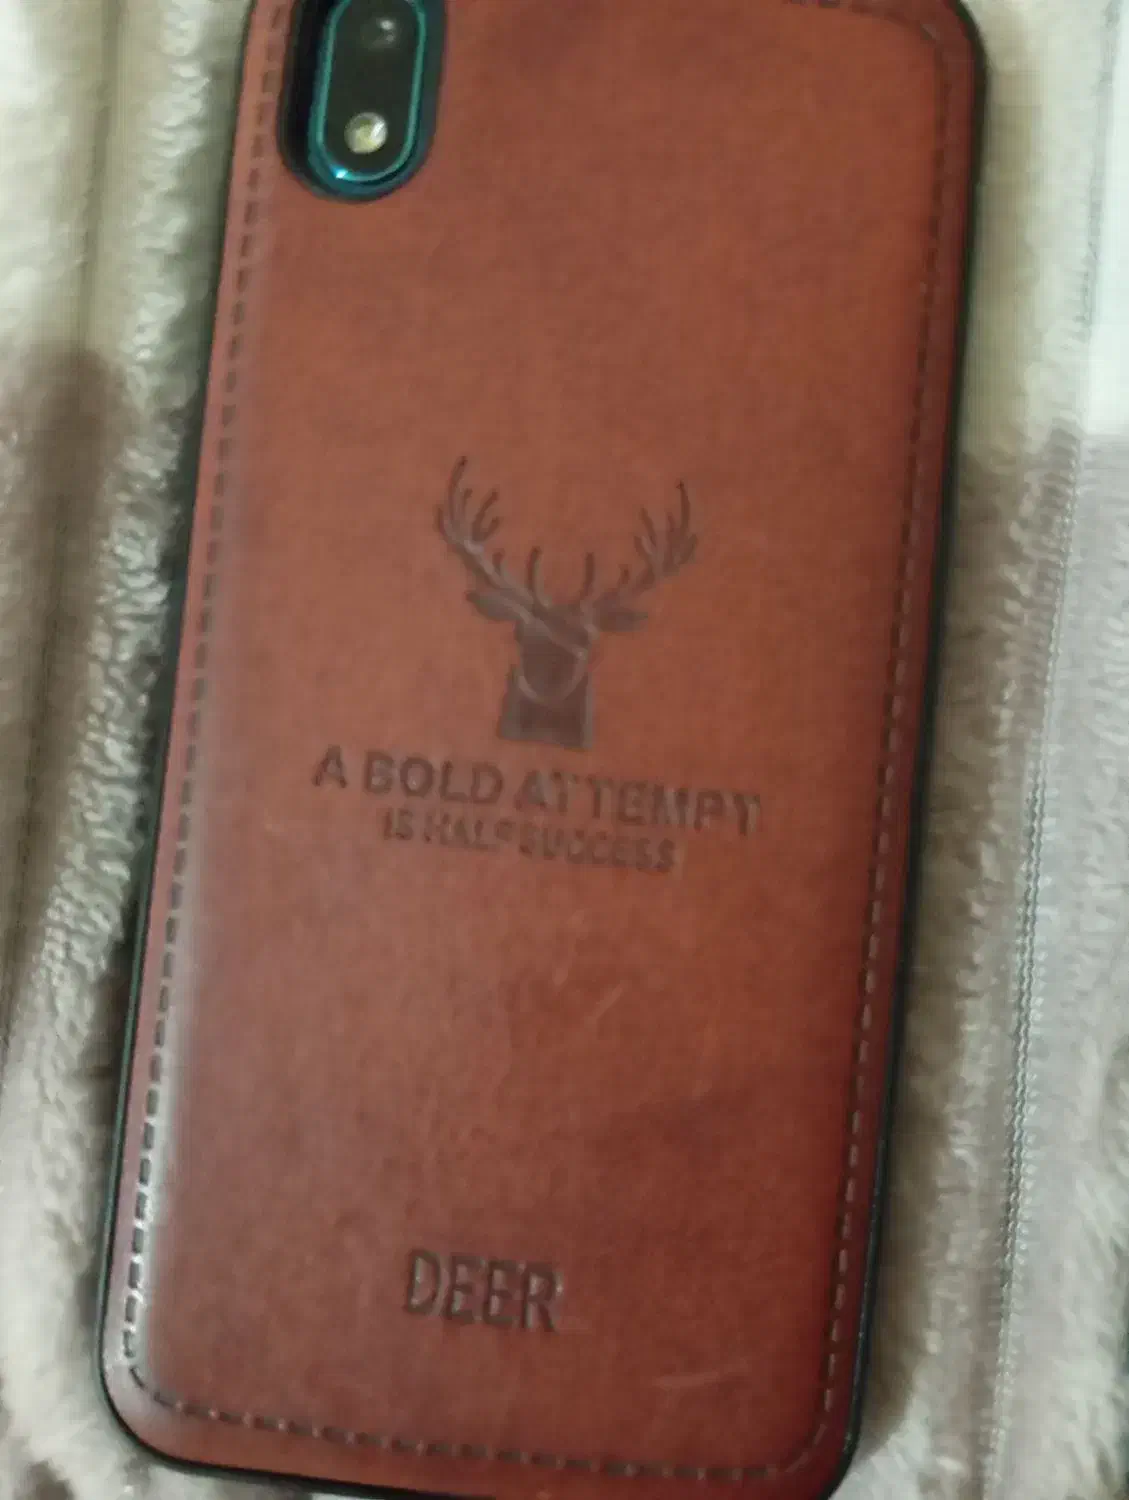 A BOLD ATTEMPT
IS HALF SUCCESS
DEER